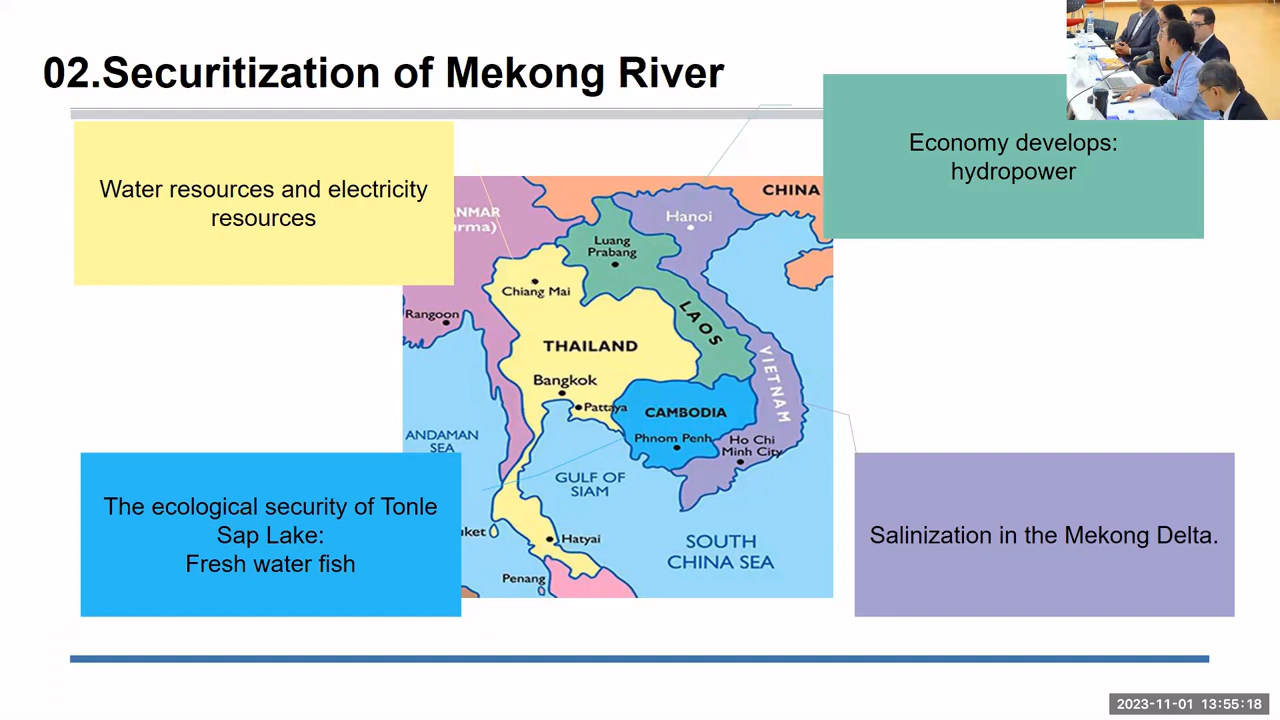 02.Securitization of Mekong River
Water resources and electricity
resources
Economy develops:
hydropower
CHINA
ANMAR
rma)
Hanoi
Luang
Prabang
Chiang Mai
Rangoon
LAOS
THAILAND
VIETNAM
Bangkok
Pattaya
CAMBODIA
Phnom Penh
Ho Chi
Minh City
ANDAMAN
SEA
GULF OF
SIAM
The ecological security of Tonle
Sap Lake:
Fresh water fish
Salinization in the Mekong Delta.
uket
Hatyai
SOUTH
CHINA SEA
Penang
2023-11-01 13:55:18